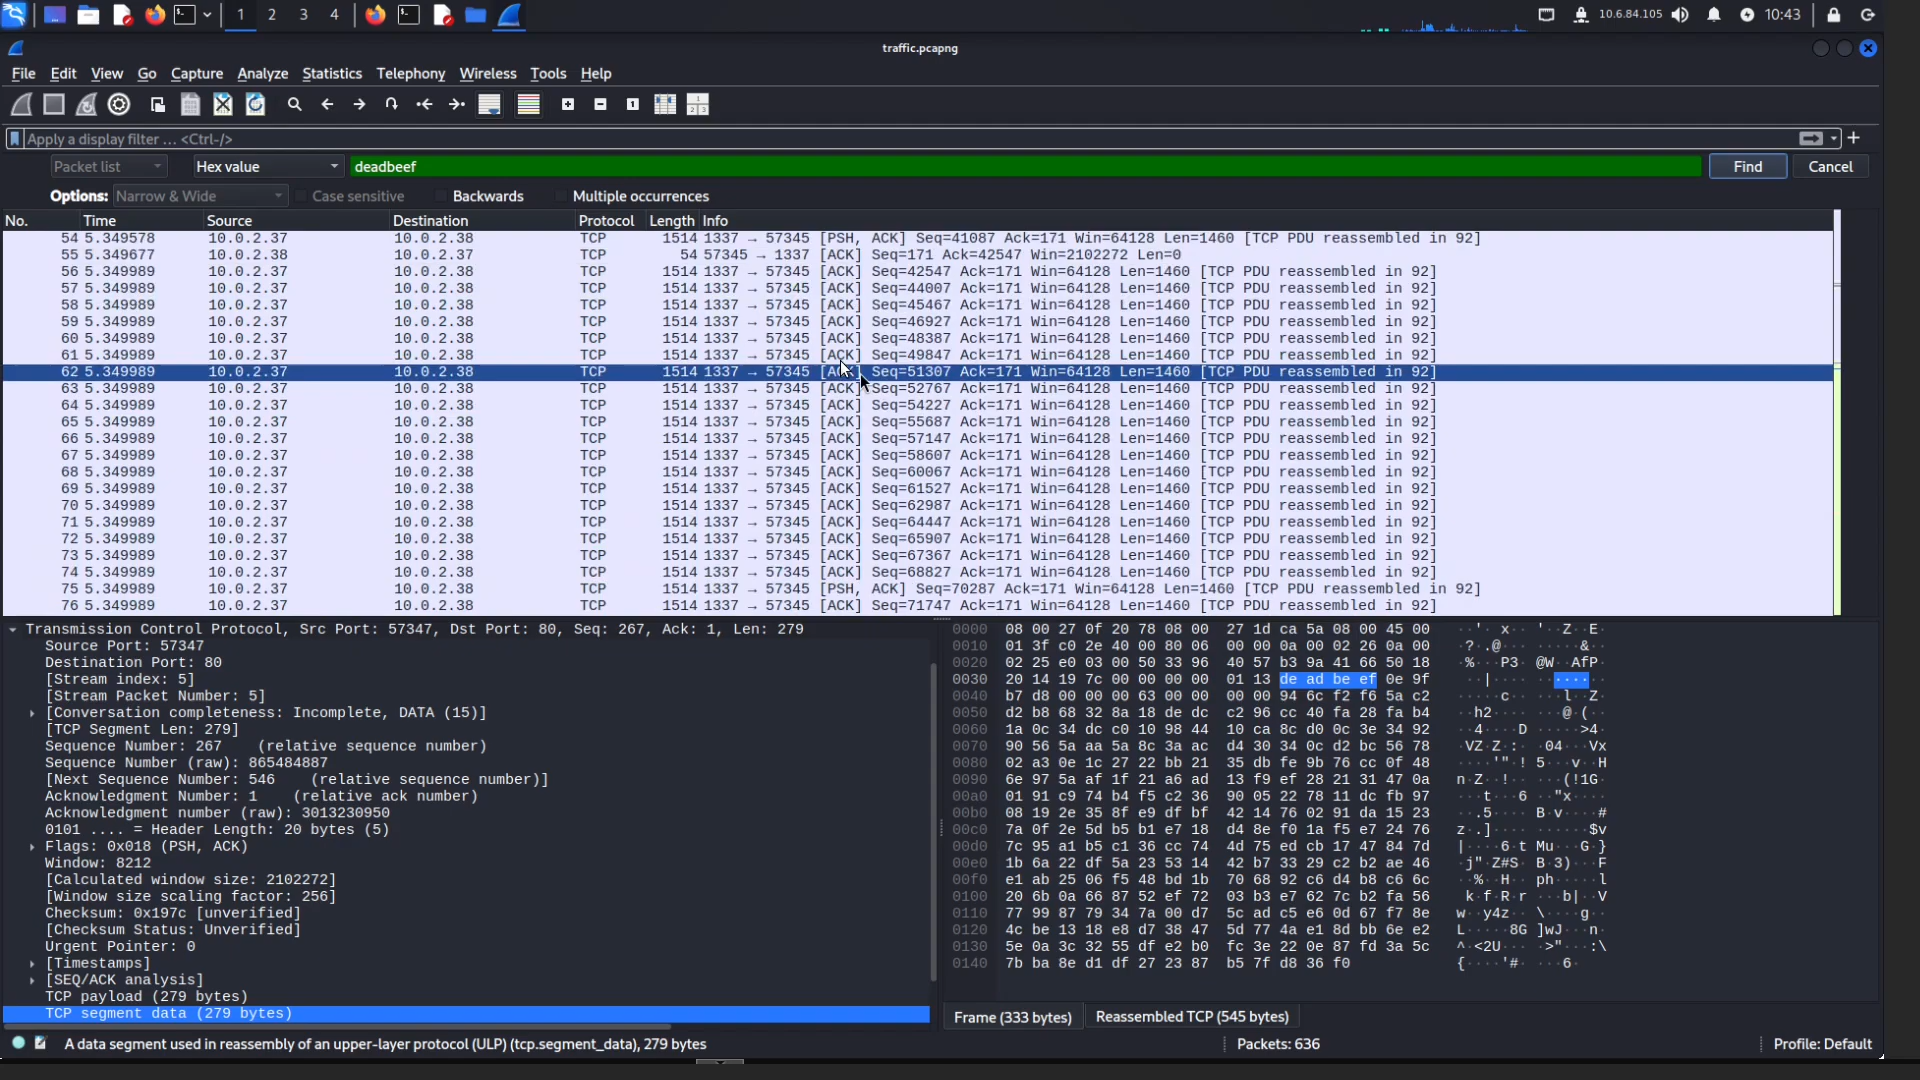 1 2 3 4 10.6.84.105 10:43
traffic.pcapng
File Edit View Go Capture Analyze Statistics Telephony Wireless Tools Help
Apply a display filter … <Ctrl-/>
Packet list Hex value deadbeef Find Cancel
Options: Narrow & Wide Case sensitive Backwards Multiple occurrences
No. Time Source Destination Protocol Length Info
54 5.349578 10.0.2.37 10.0.2.38 TCP 1514 1337 → 57345 [PSH, ACK] Seq=41087 Ack=171 Win=64128 Len=1460 [TCP PDU reassembled in 92]
55 5.349677 10.0.2.38 10.0.2.37 TCP 54 57345 → 1337 [ACK] Seq=171 Ack=42547 Win=2102272 Len=0
56 5.349989 10.0.2.37 10.0.2.38 TCP 1514 1337 → 57345 [ACK] Seq=42547 Ack=171 Win=64128 Len=1460 [TCP PDU reassembled in 92]
57 5.349989 10.0.2.37 10.0.2.38 TCP 1514 1337 → 57345 [ACK] Seq=44007 Ack=171 Win=64128 Len=1460 [TCP PDU reassembled in 92]
58 5.349989 10.0.2.37 10.0.2.38 TCP 1514 1337 → 57345 [ACK] Seq=45467 Ack=171 Win=64128 Len=1460 [TCP PDU reassembled in 92]
59 5.349989 10.0.2.37 10.0.2.38 TCP 1514 1337 → 57345 [ACK] Seq=46927 Ack=171 Win=64128 Len=1460 [TCP PDU reassembled in 92]
60 5.349989 10.0.2.37 10.0.2.38 TCP 1514 1337 → 57345 [ACK] Seq=48387 Ack=171 Win=64128 Len=1460 [TCP PDU reassembled in 92]
61 5.349989 10.0.2.37 10.0.2.38 TCP 1514 1337 → 57345 [ACK] Seq=49847 Ack=171 Win=64128 Len=1460 [TCP PDU reassembled in 92]
62 5.349989 10.0.2.37 10.0.2.38 TCP 1514 1337 → 57345 [ACK] Seq=51307 Ack=171 Win=64128 Len=1460 [TCP PDU reassembled in 92]
63 5.349989 10.0.2.37 10.0.2.38 TCP 1514 1337 → 57345 [ACK] Seq=52767 Ack=171 Win=64128 Len=1460 [TCP PDU reassembled in 92]
64 5.349989 10.0.2.37 10.0.2.38 TCP 1514 1337 → 57345 [ACK] Seq=54227 Ack=171 Win=64128 Len=1460 [TCP PDU reassembled in 92]
65 5.349989 10.0.2.37 10.0.2.38 TCP 1514 1337 → 57345 [ACK] Seq=55687 Ack=171 Win=64128 Len=1460 [TCP PDU reassembled in 92]
66 5.349989 10.0.2.37 10.0.2.38 TCP 1514 1337 → 57345 [ACK] Seq=57147 Ack=171 Win=64128 Len=1460 [TCP PDU reassembled in 92]
67 5.349989 10.0.2.37 10.0.2.38 TCP 1514 1337 → 57345 [ACK] Seq=58607 Ack=171 Win=64128 Len=1460 [TCP PDU reassembled in 92]
68 5.349989 10.0.2.37 10.0.2.38 TCP 1514 1337 → 57345 [ACK] Seq=60067 Ack=171 Win=64128 Len=1460 [TCP PDU reassembled in 92]
69 5.349989 10.0.2.37 10.0.2.38 TCP 1514 1337 → 57345 [ACK] Seq=61527 Ack=171 Win=64128 Len=1460 [TCP PDU reassembled in 92]
70 5.349989 10.0.2.37 10.0.2.38 TCP 1514 1337 → 57345 [ACK] Seq=62987 Ack=171 Win=64128 Len=1460 [TCP PDU reassembled in 92]
71 5.349989 10.0.2.37 10.0.2.38 TCP 1514 1337 → 57345 [ACK] Seq=64447 Ack=171 Win=64128 Len=1460 [TCP PDU reassembled in 92]
72 5.349989 10.0.2.37 10.0.2.38 TCP 1514 1337 → 57345 [ACK] Seq=65907 Ack=171 Win=64128 Len=1460 [TCP PDU reassembled in 92]
73 5.349989 10.0.2.37 10.0.2.38 TCP 1514 1337 → 57345 [ACK] Seq=67367 Ack=171 Win=64128 Len=1460 [TCP PDU reassembled in 92]
74 5.349989 10.0.2.37 10.0.2.38 TCP 1514 1337 → 57345 [ACK] Seq=68827 Ack=171 Win=64128 Len=1460 [TCP PDU reassembled in 92]
75 5.349989 10.0.2.37 10.0.2.38 TCP 1514 1337 → 57345 [PSH, ACK] Seq=70287 Ack=171 Win=64128 Len=1460 [TCP PDU reassembled in 92]
76 5.349989 10.0.2.37 10.0.2.38 TCP 1514 1337 → 57345 [ACK] Seq=71747 Ack=171 Win=64128 Len=1460 [TCP PDU reassembled in 92]
Transmission Control Protocol, Src Port: 57347, Dst Port: 80, Seq: 267, Ack: 1, Len: 279
Source Port: 57347
Destination Port: 80
[Stream index: 5]
[Stream Packet Number: 5]
[Conversation completeness: Incomplete, DATA (15)]
[TCP Segment Len: 279]
Sequence Number: 267 (relative sequence number)
Sequence Number (raw): 865484887
[Next Sequence Number: 546 (relative sequence number)]
Acknowledgment Number: 1 (relative ack number)
Acknowledgment number (raw): 3013230950
0101 .... = Header Length: 20 bytes (5)
Flags: 0x018 (PSH, ACK)
Window: 8212
[Calculated window size: 2102272]
[Window size scaling factor: 256]
Checksum: 0x197c [unverified]
[Checksum Status: Unverified]
Urgent Pointer: 0
[Timestamps]
[SEQ/ACK analysis]
TCP payload (279 bytes)
TCP segment data (279 bytes)
0000 08 00 27 0f 20 78 08 00 27 1d ca 5a 08 00 45 00 ··'· x·· '··Z··E·
0010 01 3f c0 2e 40 00 80 06 00 00 0a 00 02 26 0a 00 ·?·.@··· ·····&··
0020 02 25 e0 03 00 50 33 96 40 57 b3 9a 41 66 50 18 ·%···P3· @W··AfP·
0030 20 14 19 7c 00 00 00 00 01 13 de ad be ef 0e 9f ··|···· ········
0040 b7 d8 00 00 00 63 00 00 00 00 94 6c f2 f6 5a c2 ·····c·· ···l··Z·
0050 d2 b8 68 32 8a 18 de dc c2 96 cc 40 fa 28 fa b4 ··h2···· ···@·(··
0060 1a 0c 34 dc c0 10 98 44 10 ca 8c d0 0c 3e 34 92 ··4····D ·····>4·
0070 90 56 5a aa 5a 8c 3a ac d4 30 34 0c d2 bc 56 78 ·VZ·Z·:· ·04···Vx
0080 02 a3 0e 1c 27 22 bb 21 35 db fe 9b 76 cc 0f 48 ····'"·! 5···v··H
0090 6e 97 5a af 1f 21 a6 ad 13 f9 ef 28 21 31 47 0a n·Z··!·· ···(!1G·
00a0 01 91 c9 74 b4 f5 c2 36 90 05 22 78 11 dc fb 97 ···t···6 ··"x····
00b0 08 19 2e 35 8f e9 df bf 42 14 76 02 91 da 15 23 ··.5···· B·v····#
00c0 7a 0f 2e 5d b5 b1 e7 18 d4 8e f0 1a f5 e7 24 76 z·.]···· ······$v
00d0 7c 95 a1 b5 c1 36 cc 74 4d 75 ed cb 17 47 84 7d |····6·t Mu···G·}
00e0 1b 6a 22 df 5a 23 53 14 42 b7 33 29 c2 b2 ae 46 ·j"·Z#S· B·3)···F
00f0 e1 ab 25 06 f5 48 bd 1b 70 68 92 c6 d4 b8 c6 6c ··%··H·· ph·····l
0100 20 6b 0a 66 87 52 ef 72 03 b3 e7 62 7c b2 fa 56 k·f·R·r ···b|··V
0110 77 99 87 79 34 7a 00 d7 5c ad c5 e6 0d 67 f7 8e w··y4z·· \····g··
0120 4c be 13 18 e8 d7 38 47 5d 77 4a e1 8d bb 6e e2 L·····8G ]wJ···n·
0130 5e 0a 3c 32 55 df e2 b0 fc 3e 22 0e 87 fd 3a 5c ^·<2U··· ·>"···:\
0140 7b ba 8e d1 df 27 23 87 b5 7f d8 36 f0 {····'#· ···6·
Frame (333 bytes) Reassembled TCP (545 bytes)
A data segment used in reassembly of an upper-layer protocol (ULP) (tcp.segment_data), 279 bytes Packets: 636 Profile: Default